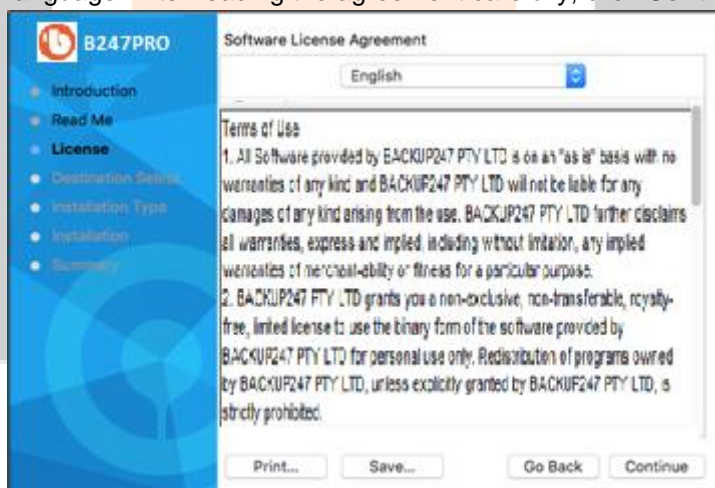 B247PRO
Software License Agreement
English
Introduction
Read Me
License
Destination Select
Installation Type
Installation
Summary
Terms of Use
1. All Software provided by BACKUP247 PTY LTD is on an "as is" basis with no
warranties of any kind and BACKUP247 PTY LTD will not be liable for any
damages of any kind arising from the use. BACKUP247 PTY LTD further disclaims
all warranties, express and implied, including without limitation, any implied
warranties of merchant-ability or fitness for a particular purpose.
2. BACKUP247 PTY LTD grants you a non-exclusive, non-transferable, royalty-
free, limited license to use the binary form of the software provided by
BACKUP247 PTY LTD for personal use only. Redistribution of programs owned
by BACKUP247 PTY LTD, unless explicitly granted by BACKUP247 PTY LTD, is
strictly prohibited.
Print...
Save...
Go Back
Continue